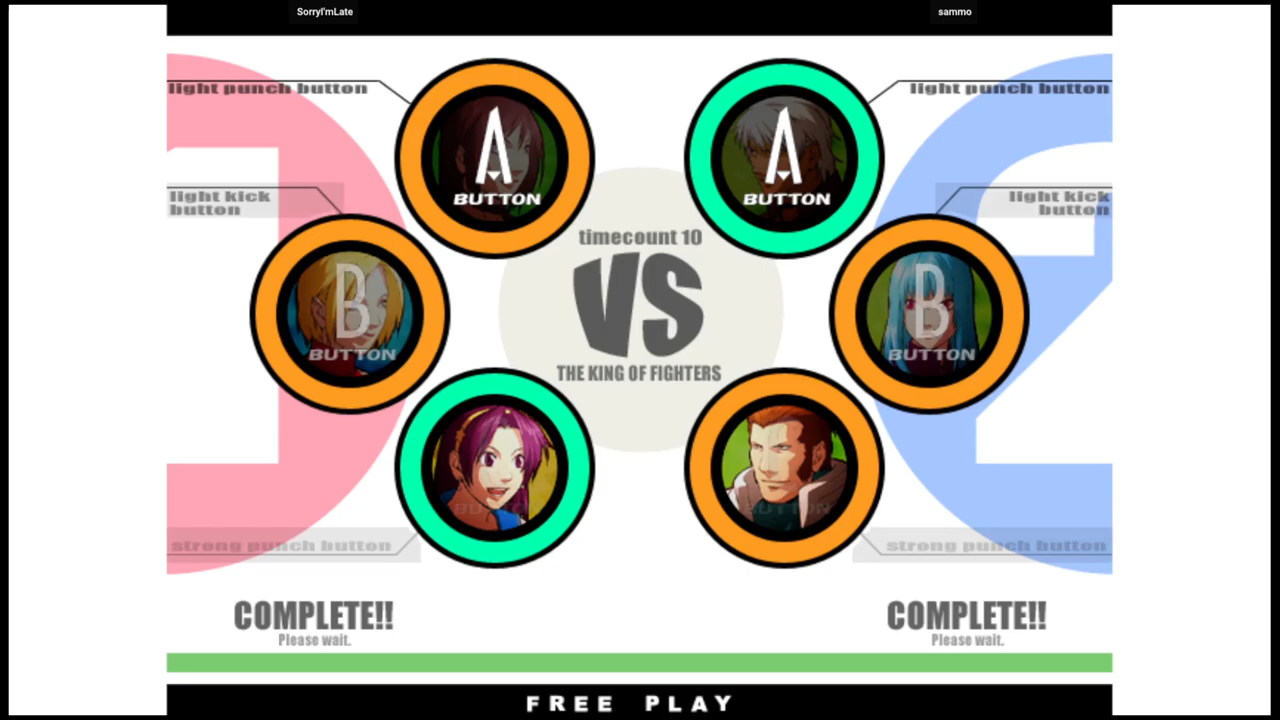 SorryI'mLate
sammo
light punch button
light punch button
A
BUTTON
A
BUTTON
light kick
button
light kick
button
timecount 10
VS
THE KING OF FIGHTERS
B
BUTTON
B
BUTTON
BUTTON
BUTTON
strong punch button
strong punch button
COMPLETE!!
Please wait.
COMPLETE!!
Please wait.
FREE PLAY